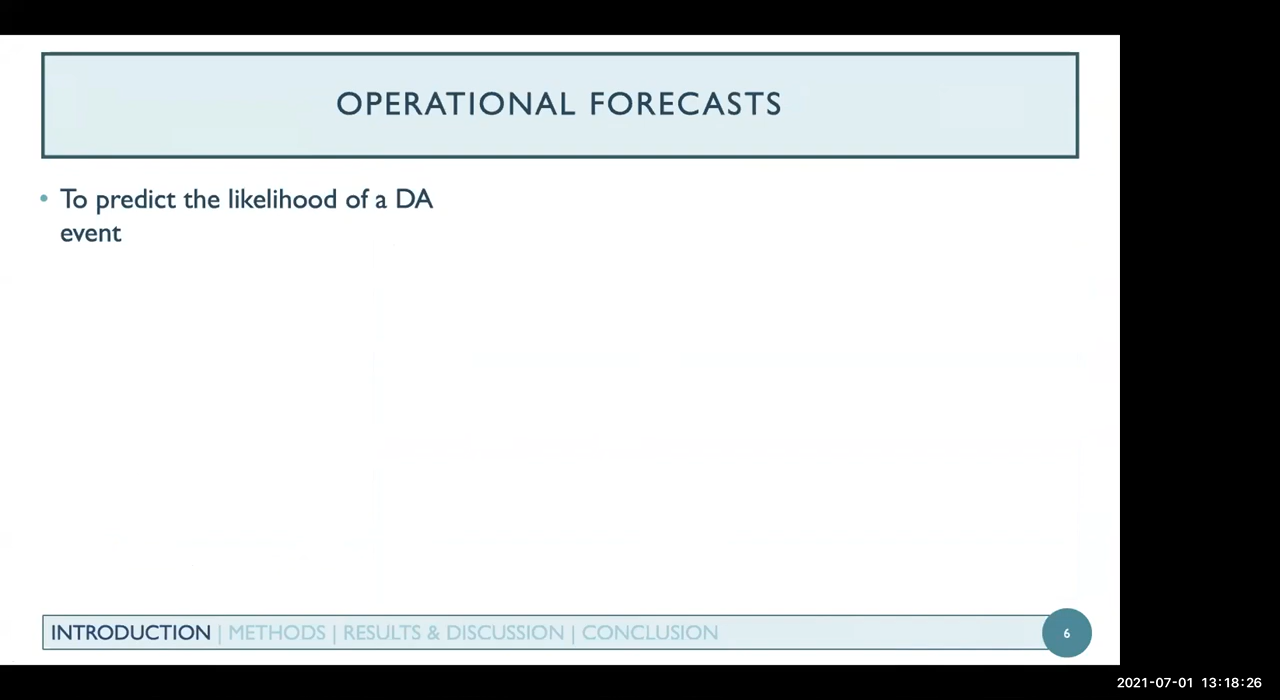 OPERATIONAL FORECASTS
• To predict the likelihood of a DA
event
INTRODUCTION | METHODS | RESULTS & DISCUSSION | CONCLUSION
6
2021-07-01 13:18:26